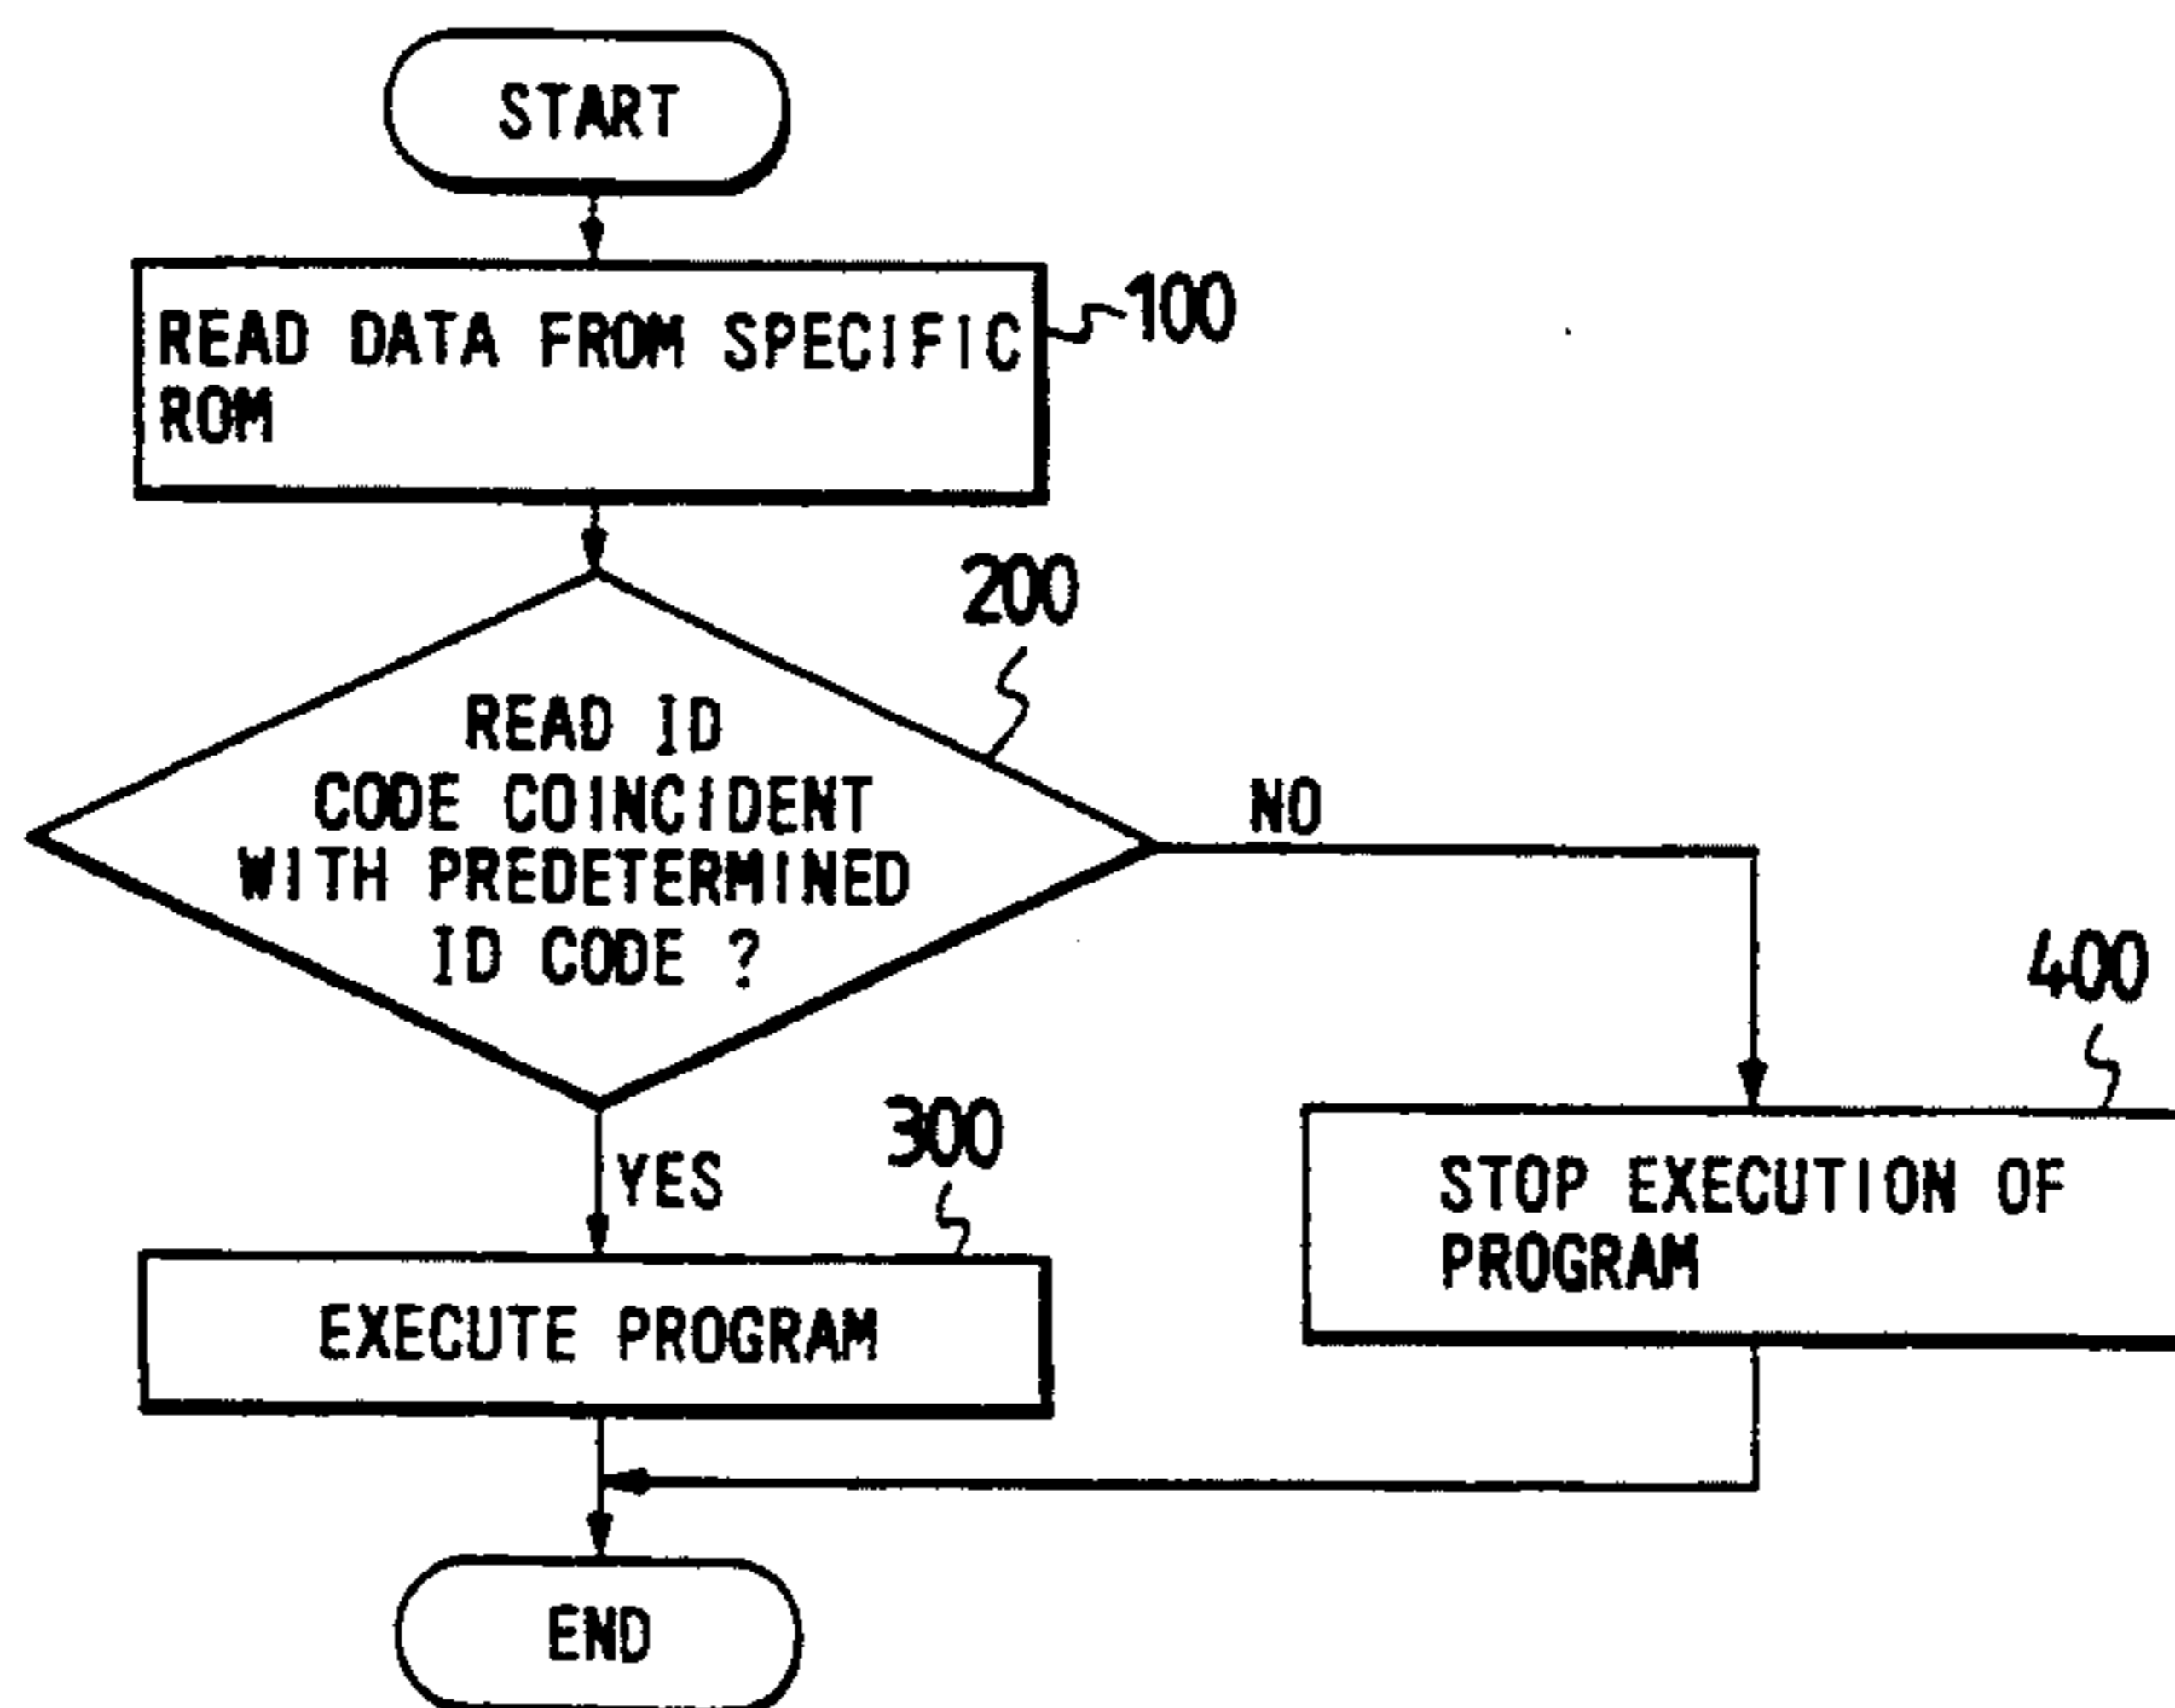 START
READ DATA FROM SPECIFIC
ROM
100
200
READ ID
CODE COINCIDENT
WITH PREDETERMINED
ID CODE ?
NO
YES
300
400
EXECUTE PROGRAM
STOP EXECUTION OF
PROGRAM
END